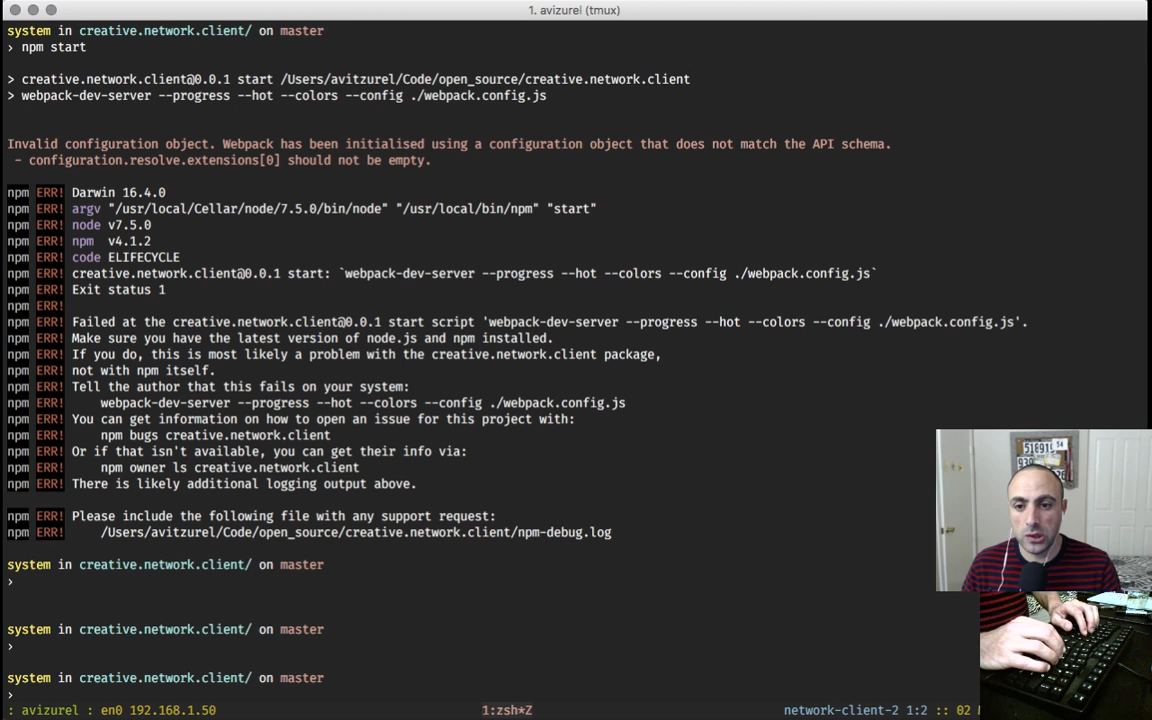 1. avizurel (tmux)
system in creative.network.client/ on master
› npm start
> creative.network.client@0.0.1 start /Users/avitzurel/Code/open_source/creative.network.client
> webpack-dev-server --progress --hot --colors --config ./webpack.config.js
Invalid configuration object. Webpack has been initialised using a configuration object that does not match the API schema.
- configuration.resolve.extensions[0] should not be empty.
npm ERR! Darwin 16.4.0
npm ERR! argv "/usr/local/Cellar/node/7.5.0/bin/node" "/usr/local/bin/npm" "start"
npm ERR! node v7.5.0
npm ERR! npm  v4.1.2
npm ERR! code ELIFECYCLE
npm ERR! creative.network.client@0.0.1 start: `webpack-dev-server --progress --hot --colors --config ./webpack.config.js`
npm ERR! Exit status 1
npm ERR!
npm ERR! Failed at the creative.network.client@0.0.1 start script 'webpack-dev-server --progress --hot --colors --config ./webpack.config.js'.
npm ERR! Make sure you have the latest version of node.js and npm installed.
npm ERR! If you do, this is most likely a problem with the creative.network.client package,
npm ERR! not with npm itself.
npm ERR! Tell the author that this fails on your system:
npm ERR!     webpack-dev-server --progress --hot --colors --config ./webpack.config.js
npm ERR! You can get information on how to open an issue for this project with:
npm ERR!     npm bugs creative.network.client
npm ERR! Or if that isn't available, you can get their info via:
npm ERR!     npm owner ls creative.network.client
npm ERR! There is likely additional logging output above.
npm ERR! Please include the following file with any support request:
npm ERR!     /Users/avitzurel/Code/open_source/creative.network.client/npm-debug.log
system in creative.network.client/ on master
›
system in creative.network.client/ on master
›
system in creative.network.client/ on master
›
: avizurel : en0 192.168.1.50 1:zsh*Z network-client-2 1:2 :: 02